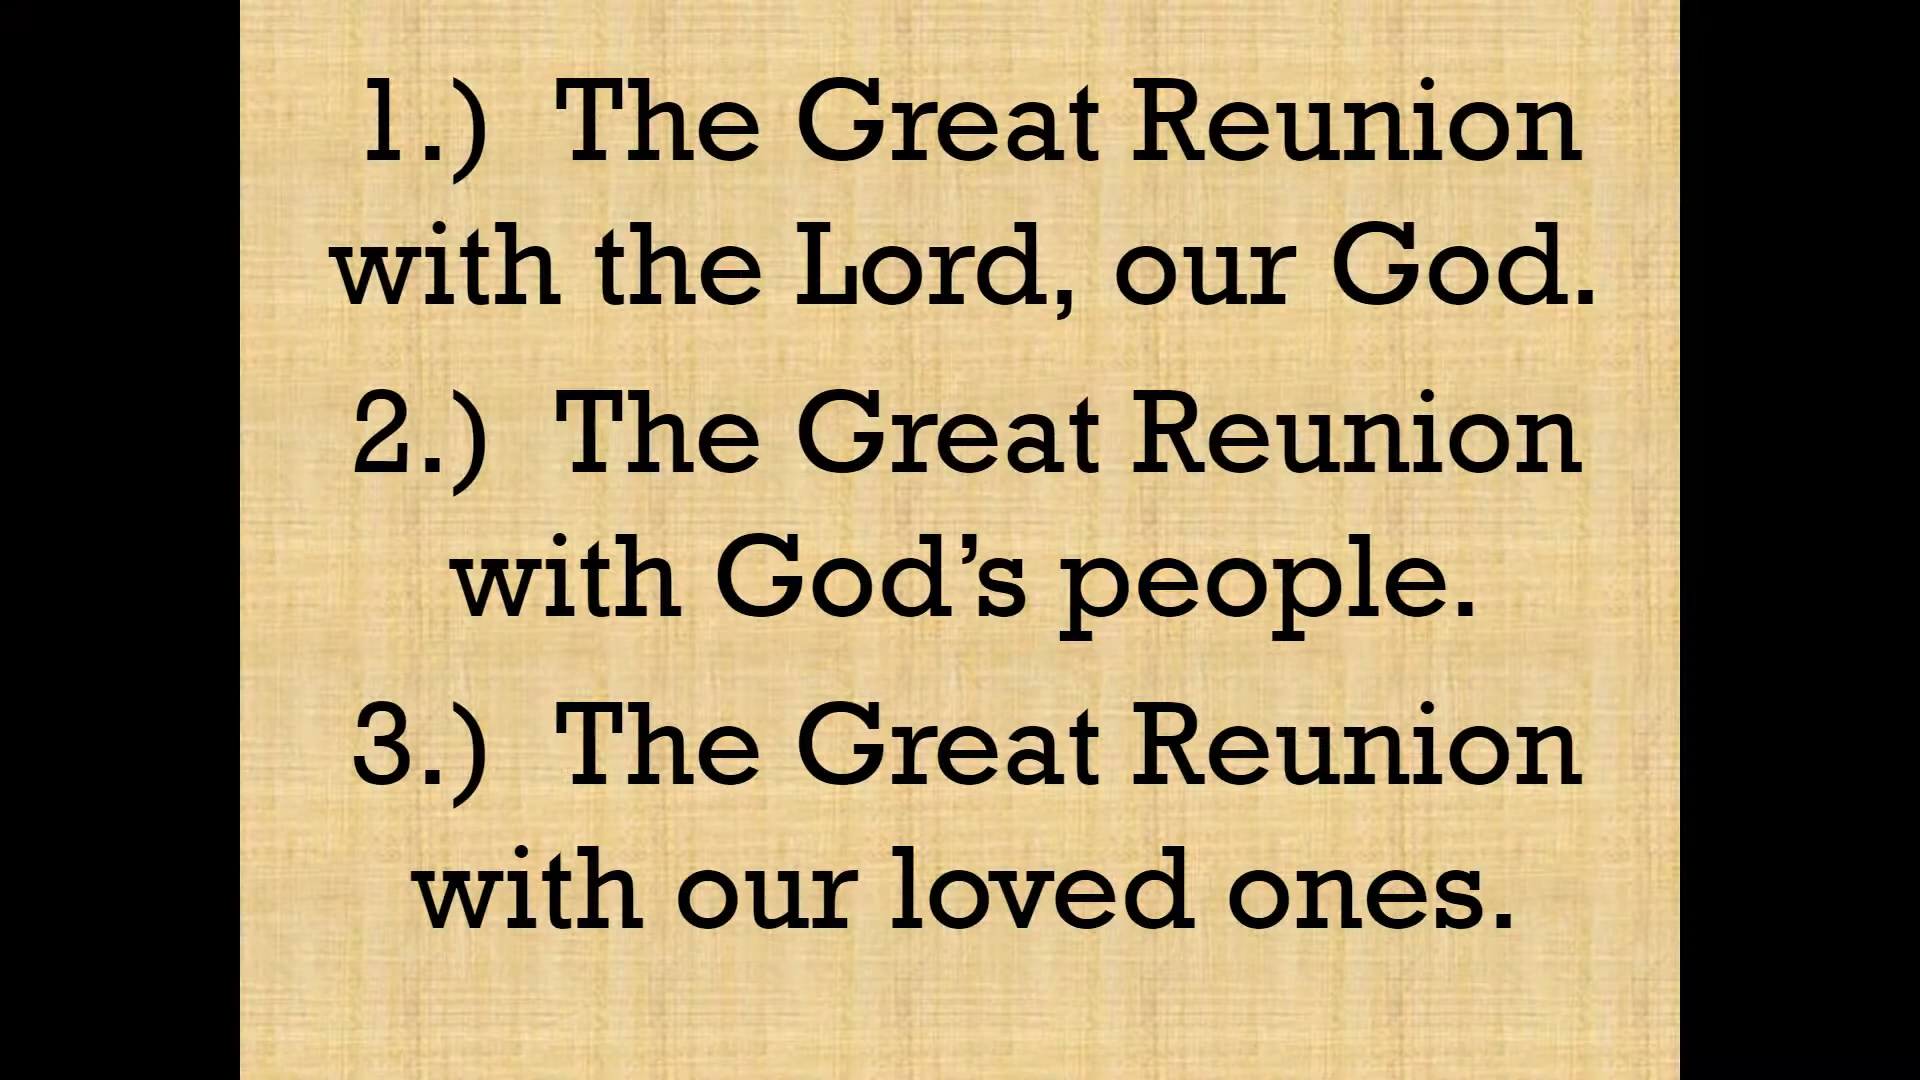 1.) The Great Reunion
with the Lord, our God.
2.) The Great Reunion
with God’s people.
3.) The Great Reunion
with our loved ones.